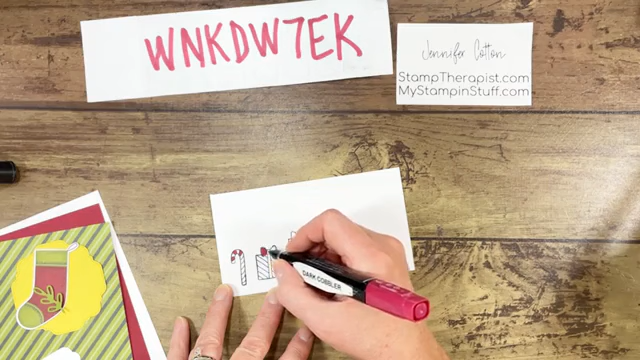 WNKDW7EK
Jennifer Cotton
StampTherapist.com
MyStampinStuff.com
DARK COBBLER